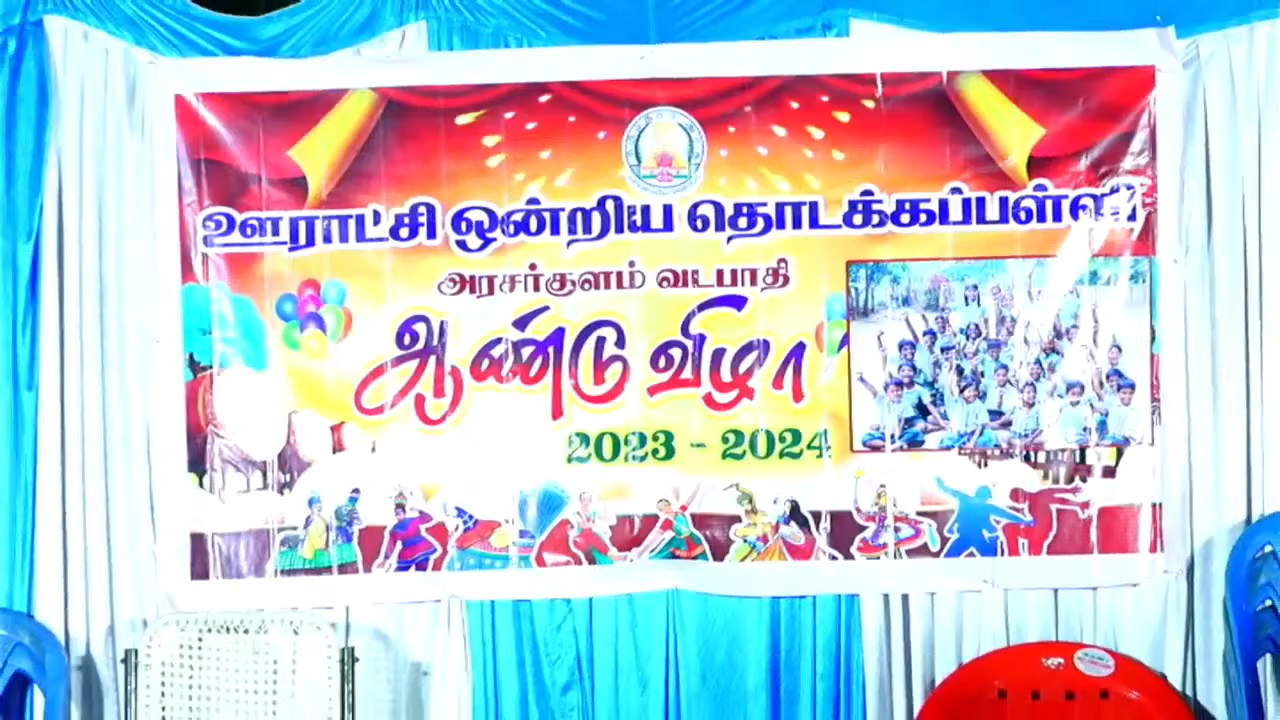 ஊராட்சி ஒன்றிய தொடக்கப்பள்ளி
அரசர்குளம் வடபாதி
ஆண்டு விழா
2023 - 2024